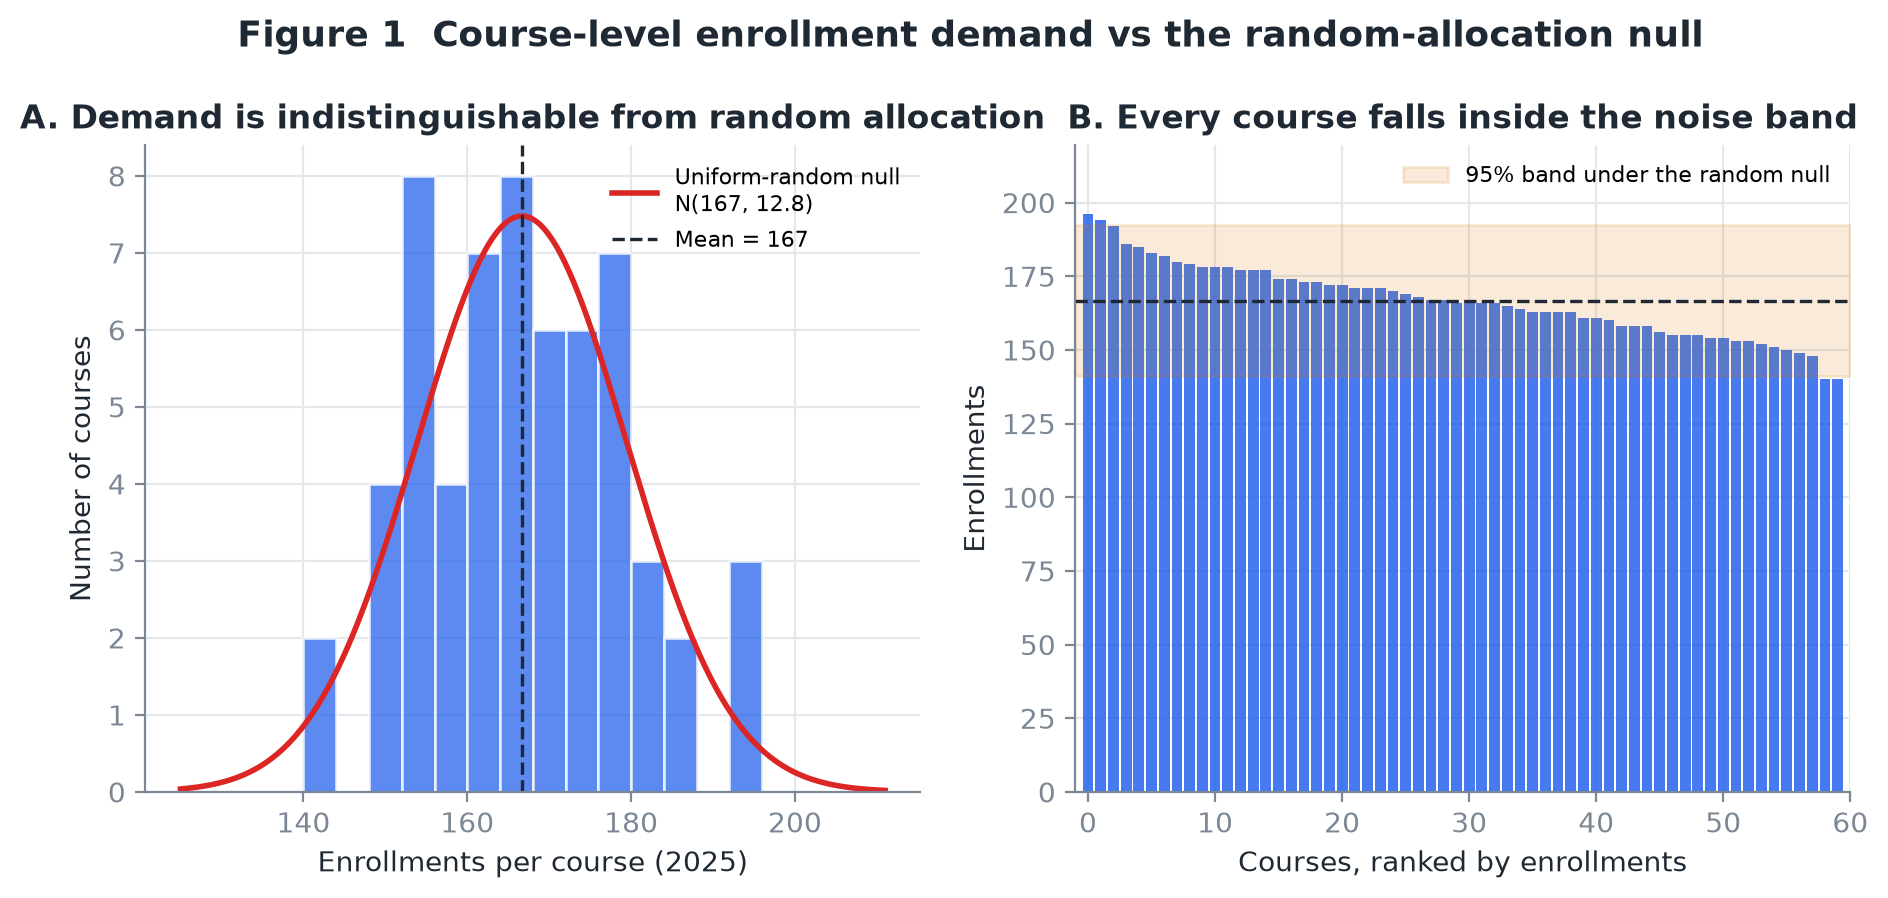 Figure 1  Course-level enrollment demand vs the random-allocation null
A. Demand is indistinguishable from random allocation
Number of courses
8
7
6
5
4
3
2
1
0
Uniform-random null
N(167, 12.8)
Mean = 167
140 160 180 200
Enrollments per course (2025)
B. Every course falls inside the noise band
Enrollments
200
175
150
125
100
75
50
25
0
95% band under the random null
0 10 20 30 40 50 60
Courses, ranked by enrollments